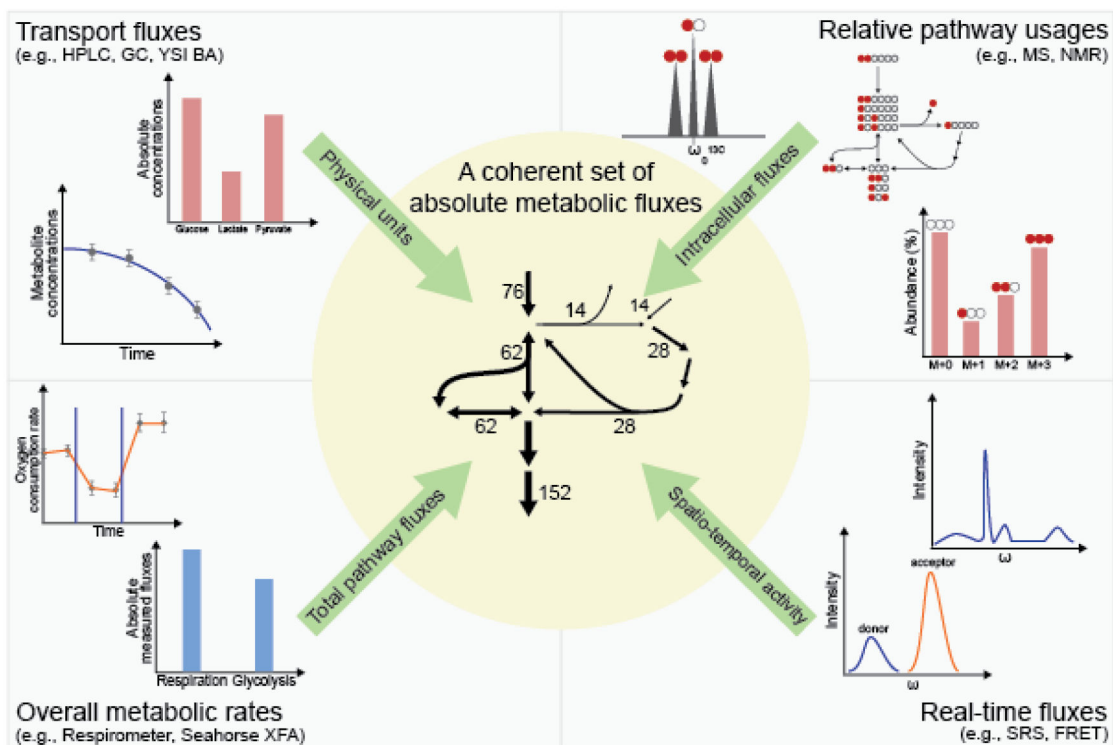 Transport fluxes
(e.g., HPLC, GC, YSI BA)
Absolute
concentrations
Glucose Lactate Pyruvate
Metabolite
concentrations
Time
Relative pathway usages
(e.g., MS, NMR)
ω
0
13C
Abundance (%)
M+0 M+1 M+2 M+3
Physical units
Intracellular fluxes
A coherent set of
absolute metabolic fluxes
76
14
14
62
28
62
28
152
Total pathway fluxes
Spatio-temporal activity
Oxygen
consumption rate
Time
Absolute
measured fluxes
Respiration Glycolysis
Overall metabolic rates
(e.g., Respirometer, Seahorse XFA)
Intensity
ω
Intensity
donor
acceptor
ω
Real-time fluxes
(e.g., SRS, FRET)